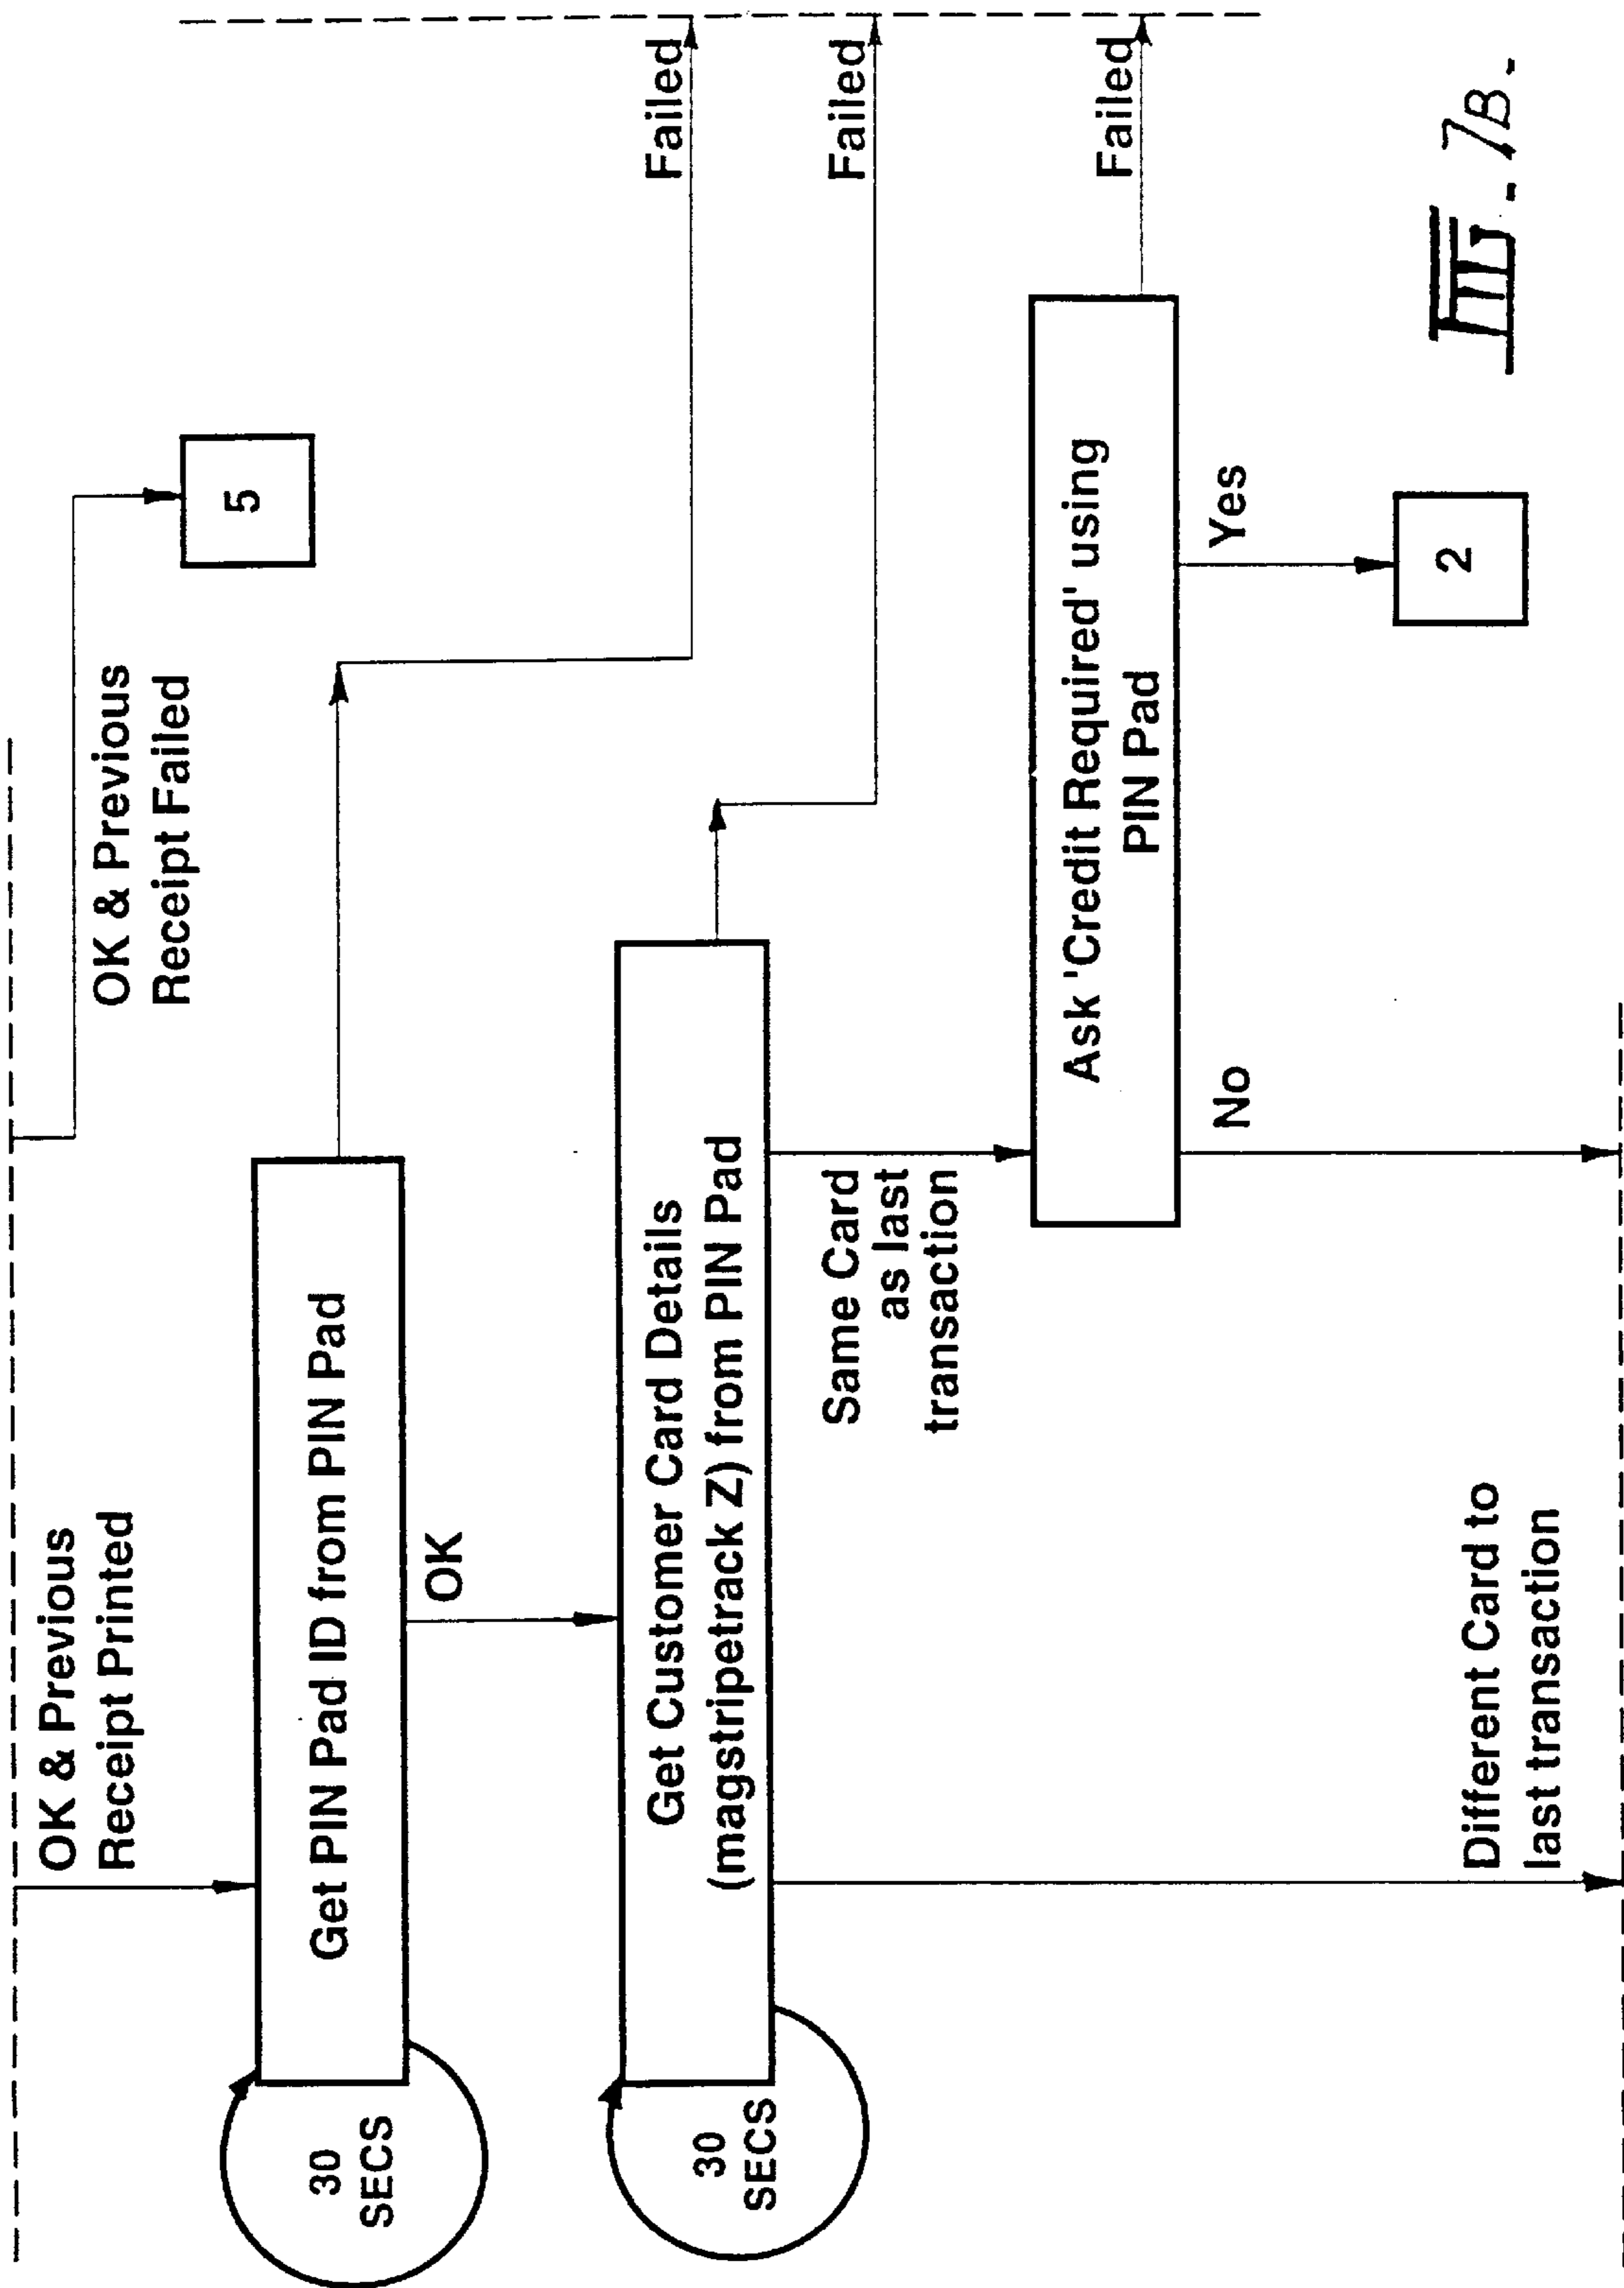 OK & Previous
Receipt Printed
OK & Previous
Receipt Failed
5
Get PIN Pad ID from PIN Pad
30
SECS
OK
Failed
Get Customer Card Details
(magstripetrack Z) from PIN Pad
30
SECS
Failed
Same Card
as last
transaction
Ask 'Credit Required' using
PIN Pad
Failed
No
Yes
2
Different Card to
last transaction
FIG. 7B.